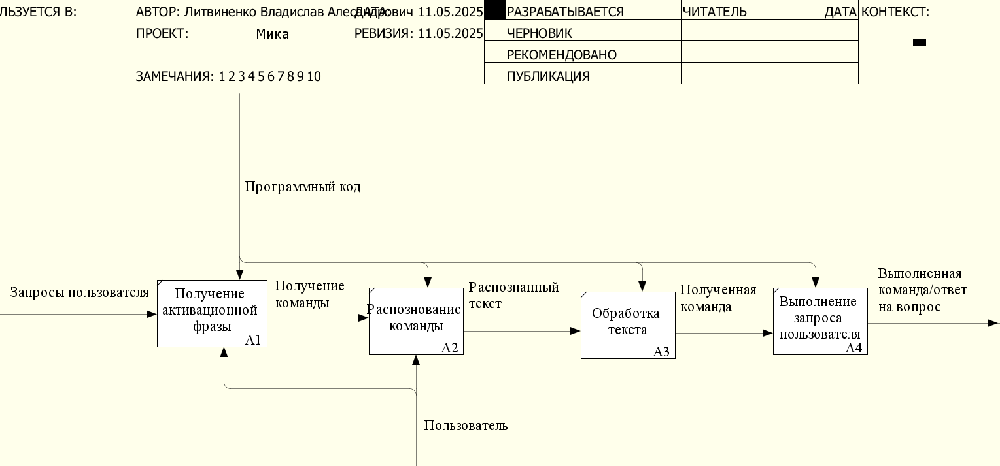 ЛЬЗУЕТСЯ В:
АВТОР: Литвиненко Владислав Алесандрович
ДАТА: 11.05.2025
РАЗРАБАТЫВАЕТСЯ
ЧИТАТЕЛЬ
ДАТА
КОНТЕКСТ:
ПРОЕКТ: Мика
РЕВИЗИЯ: 11.05.2025
ЧЕРНОВИК
РЕКОМЕНДОВАНО
ЗАМЕЧАНИЯ: 1 2 3 4 5 6 7 8 9 10
ПУБЛИКАЦИЯ
Программный код
Запросы пользователя
Получение
активационной
фразы
A1
Получение
команды
Распознование
команды
A2
Распознанный
текст
Обработка
текста
A3
Полученная
команда
Выполнение
запроса
пользователя
A4
Выполненная
команда/ответ
на вопрос
Пользователь